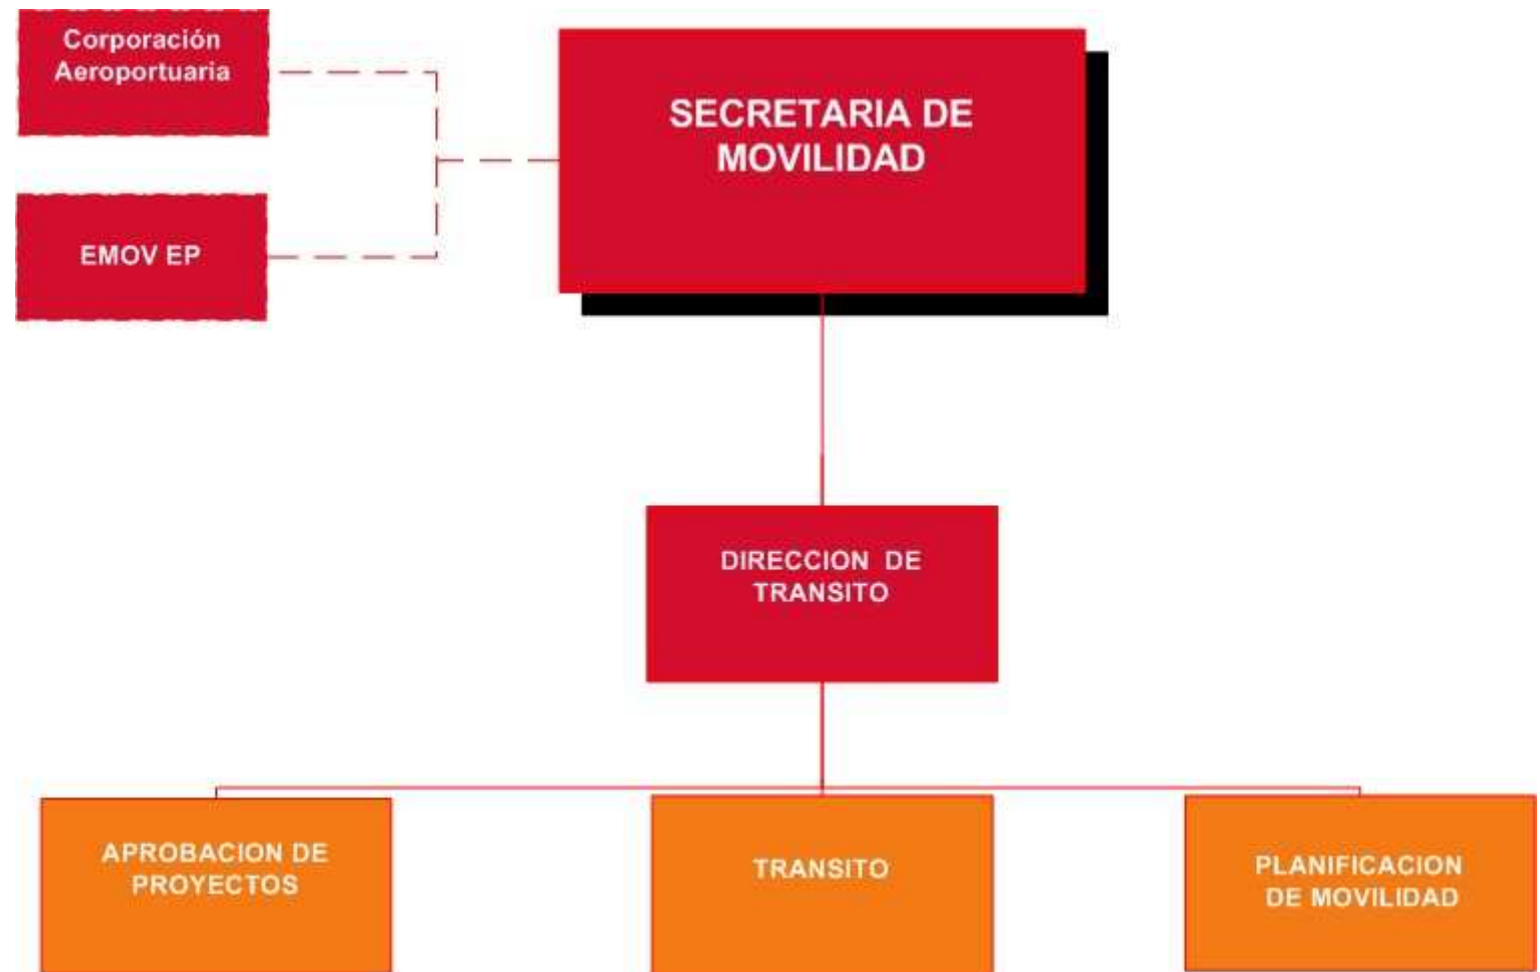 Corporación
Aeroportuaria
SECRETARIA DE
MOVILIDAD
EMOV EP
DIRECCION DE
TRANSITO
APROBACION DE
PROYECTOS
TRANSITO
PLANIFICACION
DE MOVILIDAD